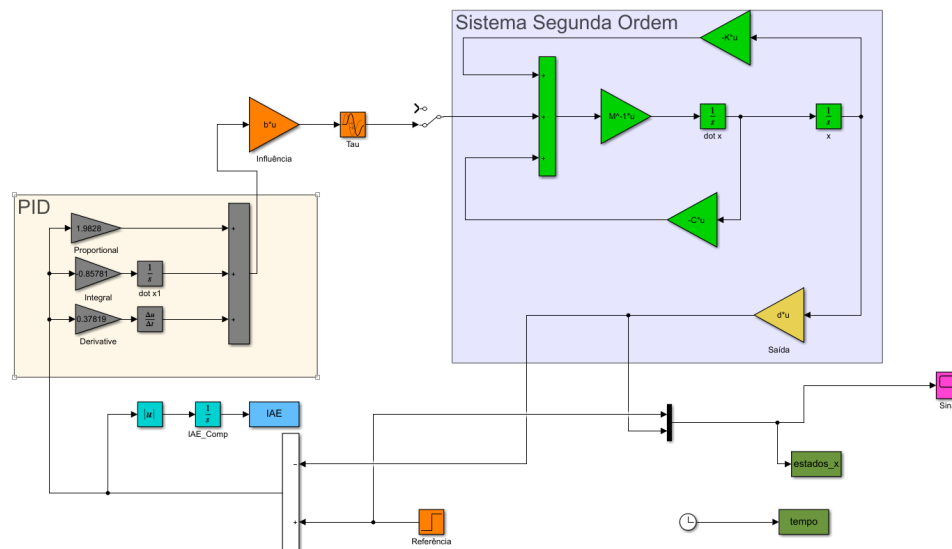 Sistema Segunda Ordem
-K*u
b*u
Influência
Tau
M^-1*u
1
s
dot x
1
s
x
PID
1.9828
Proportional
-0.85781
Integral
1
s
dot x1
-C*u
0.37819
Derivative
Δu
Δt
d*u
Saída
|u|
1
s
IAE_Comp
IAE
estados_x
tempo
Referência